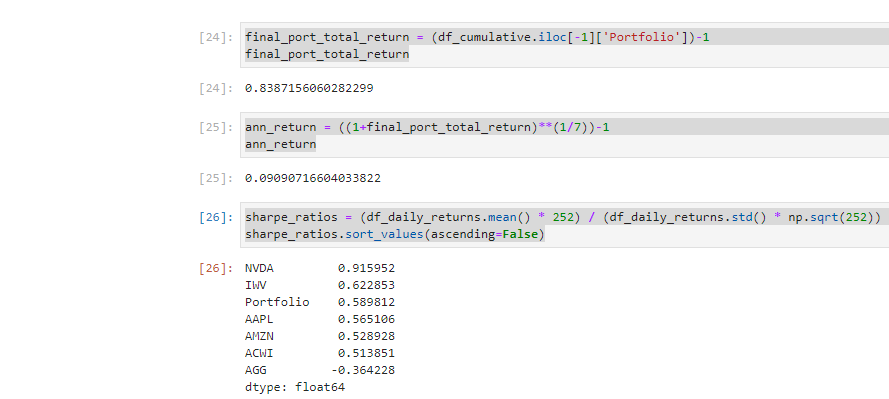 [24]: final_port_total_return = (df_cumulative.iloc[-1]['Portfolio'])-1
final_port_total_return
[24]: 0.8387156060282299
[25]: ann_return = ((1+final_port_total_return)**(1/7))-1
ann_return
[25]: 0.09090716604033822
[26]: sharpe_ratios = (df_daily_returns.mean() * 252) / (df_daily_returns.std() * np.sqrt(252))
sharpe_ratios.sort_values(ascending=False)
[26]: NVDA 0.915952
IWV 0.622853
Portfolio 0.589812
AAPL 0.565106
AMZN 0.528928
ACWI 0.513851
AGG -0.364228
dtype: float64